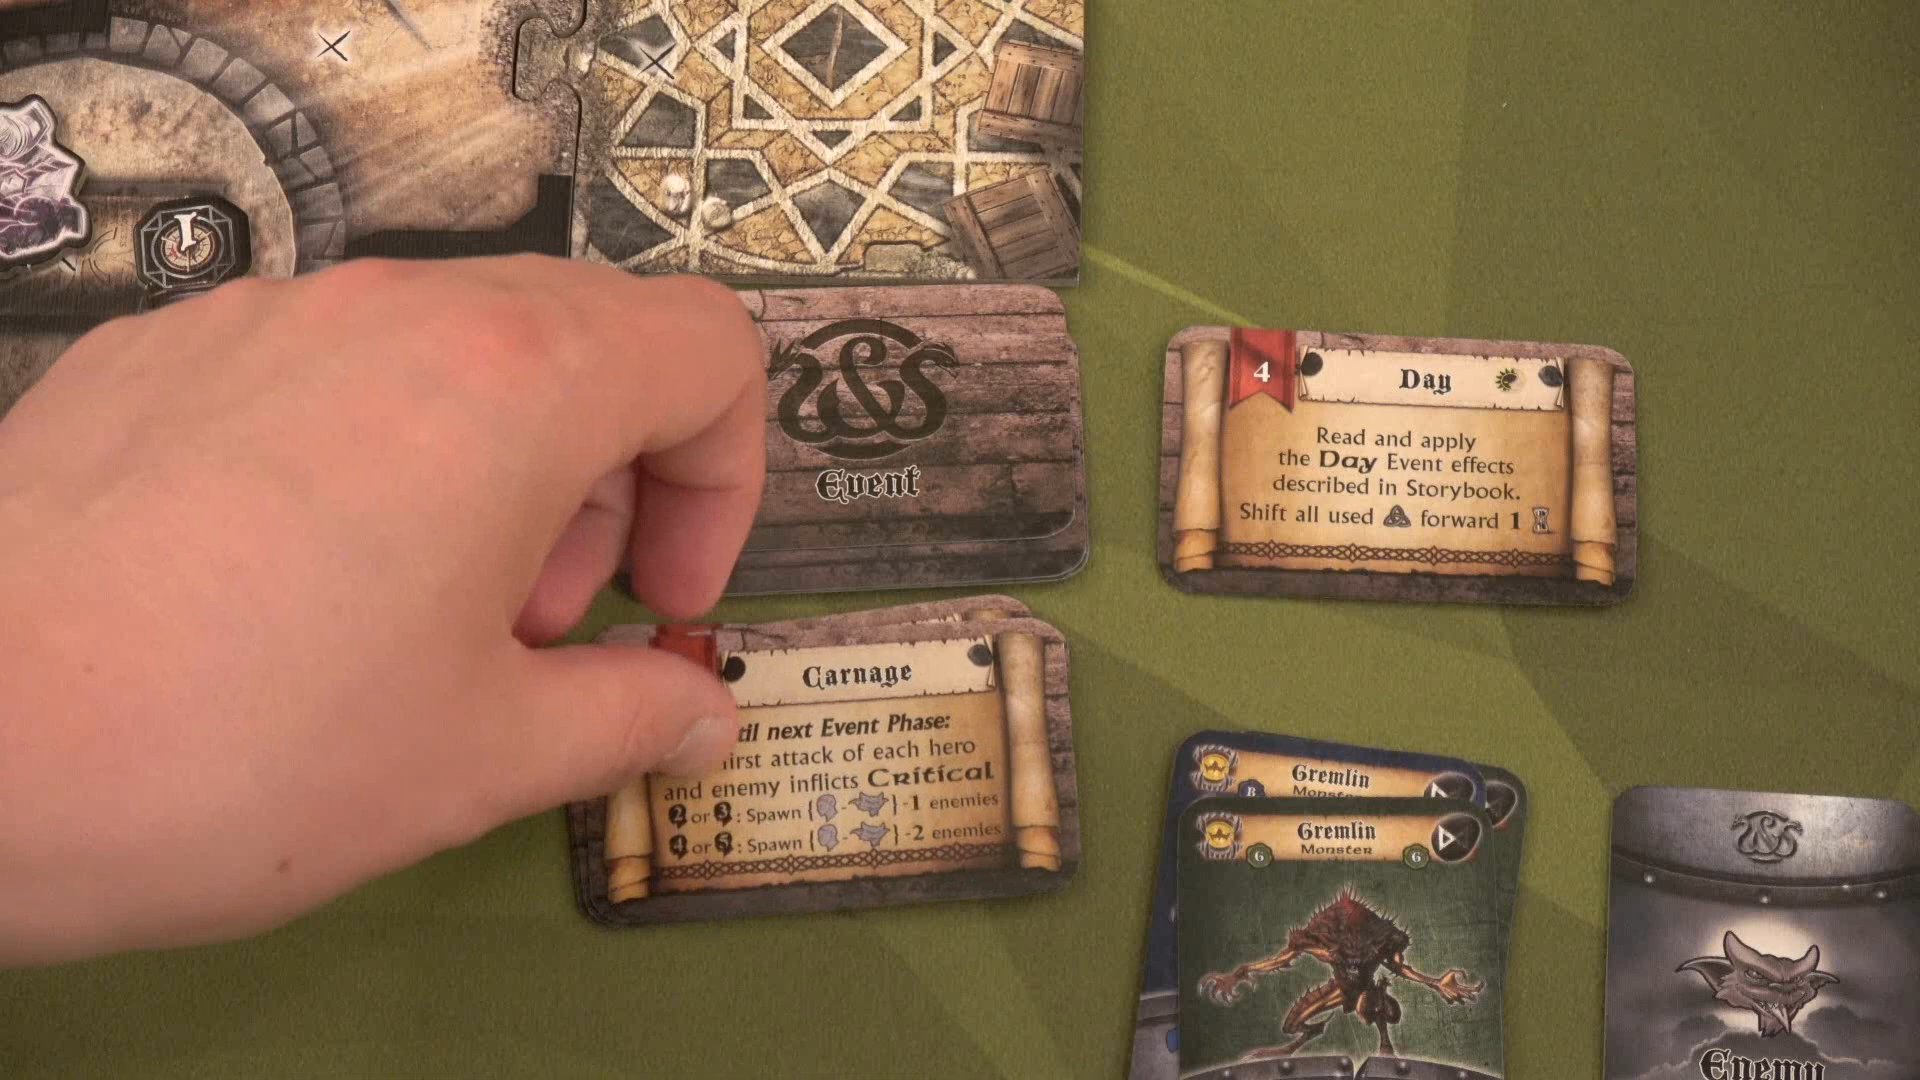 Event
4
Day
Read and apply
the Day Event effects
described in Storybook.
Shift all used forward 1
Carnage
til next Event Phase:
first attack of each hero
and enemy inflicts Critical
2 or 3: Spawn { - }-1 enemies
4 or 5: Spawn { - }-2 enemies
Gremlin
Monster
B
Gremlin
Monster
6
6
Enemy